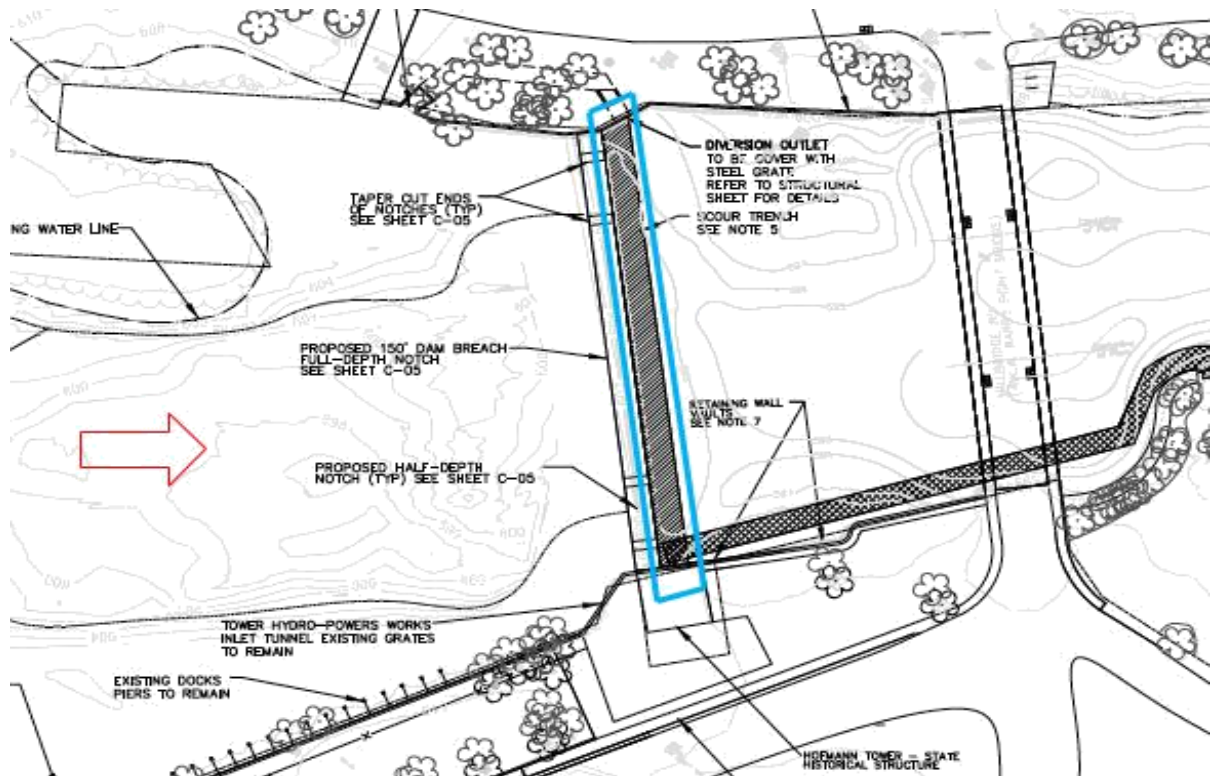 DIVERSION OUTLET
TO BE COVER WITH
STEEL GRATE
REFER TO STRUCTURAL
SHEET FOR DETAILS
TAPER CUT ENDS
OF NOTCHES (TYP)
SEE SHEET C-05
SCOUR TRENCH
SEE NOTE 5
NG WATER LINE
PROPOSED 150' DAM BREACH
FULL-DEPTH NOTCH
SEE SHEET C-05
RETAINING WALL
VAULTS
SEE NOTE 7
PROPOSED HALF-DEPTH
NOTCH (TYP) SEE SHEET C-05
TOWER HYDRO-POWERS WORKS
INLET TUNNEL EXISTING GRATES
TO REMAIN
EXISTING DOCKS
PIERS TO REMAIN
HOFMANN TOWER - STATE
HISTORICAL STRUCTURE